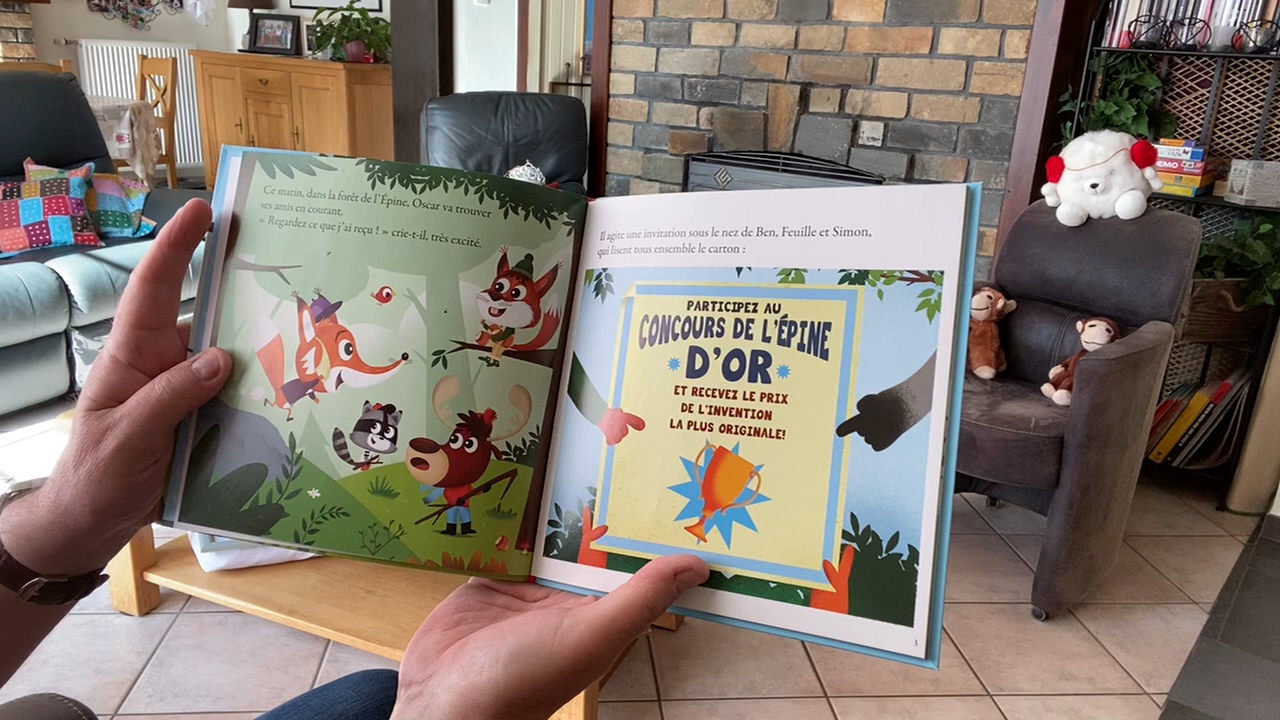 Ce matin, dans la forêt de l'Épine, Oscar va trouver
ses amis en courant.
« Regardez ce que j'ai reçu ! » crie-t-il, très excité.
Il agite une invitation sous le nez de Ben, Feuille et Simon,
qui lisent tous ensemble le carton :
PARTICIPEZ AU
CONCOURS DE L'ÉPINE
D'OR
ET RECEVEZ LE PRIX
DE L'INVENTION
LA PLUS ORIGINALE!
3